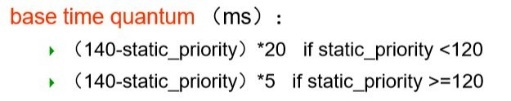 base time quantum （ms）:
（140-static_priority）*20 if static_priority <120
（140-static_priority）*5 if static_priority >=120